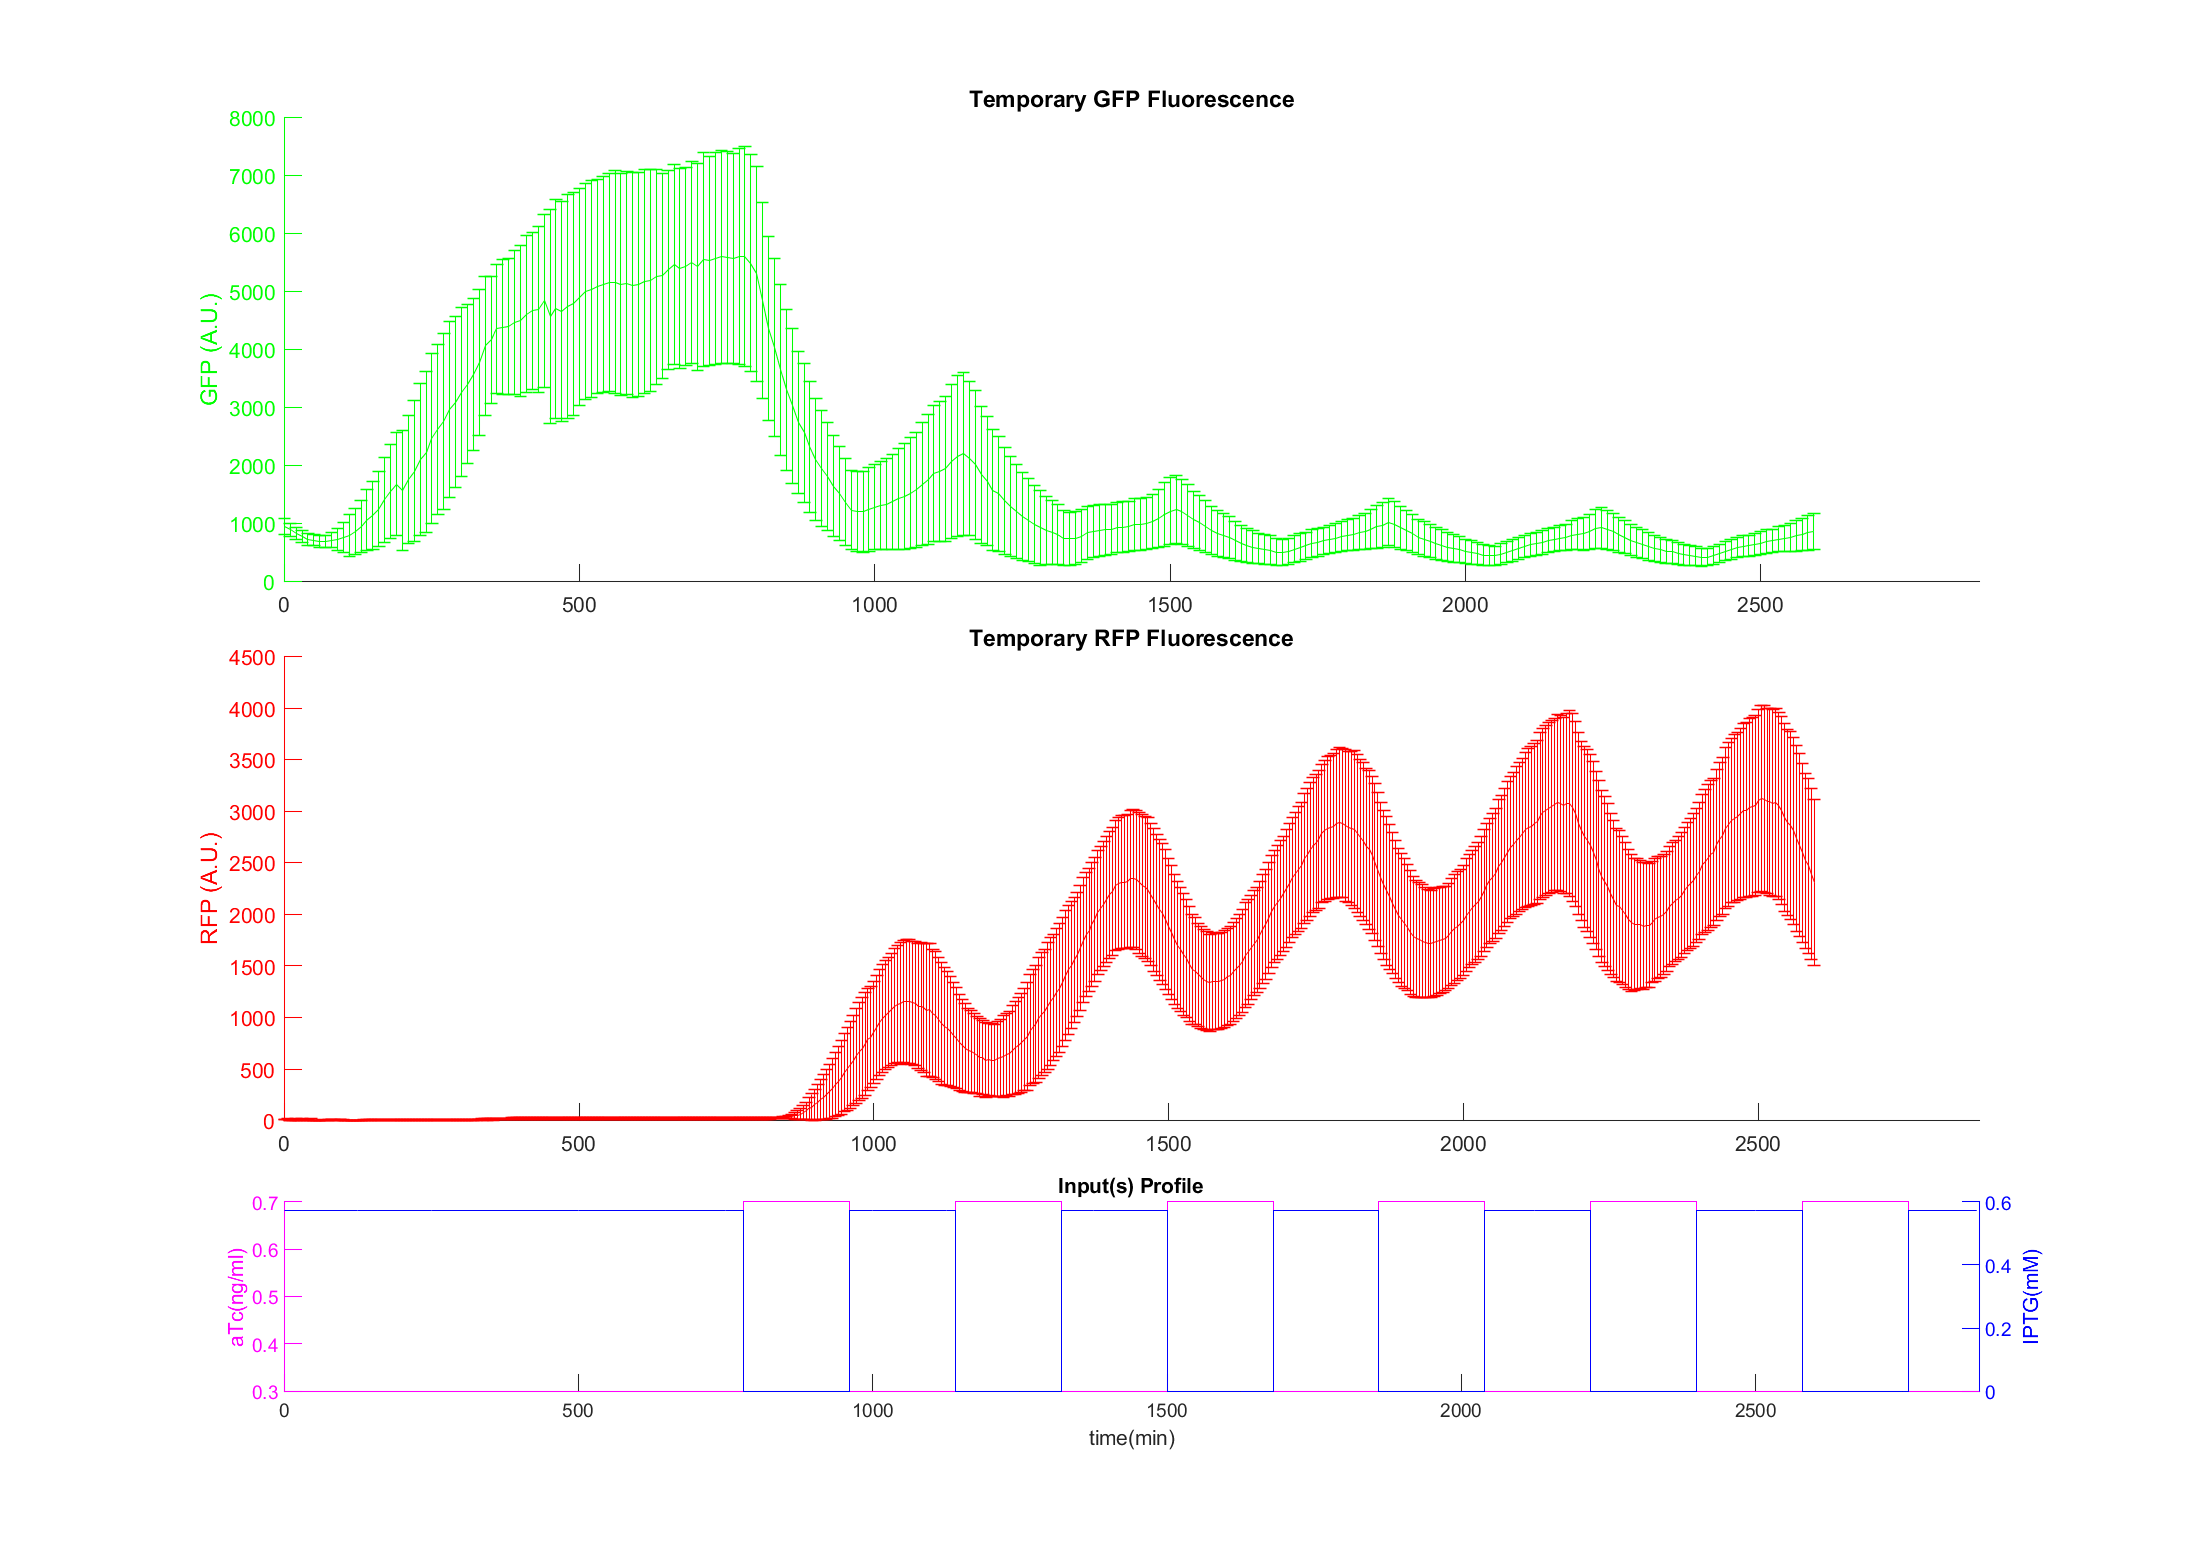 Temporary GFP Fluorescence
8000
7000
6000
5000
4000
3000
2000
1000
0
GFP (A.U.)
0 500 1000 1500 2000 2500
Temporary RFP Fluorescence
4500
4000
3500
3000
2500
2000
1500
1000
500
0
RFP (A.U.)
0 500 1000 1500 2000 2500
Input(s) Profile
0.7
0.6
0.5
0.4
0.3
aTc(ng/ml)
0.6
0.4
0.2
0
IPTG(mM)
0 500 1000 1500 2000 2500
time(min)